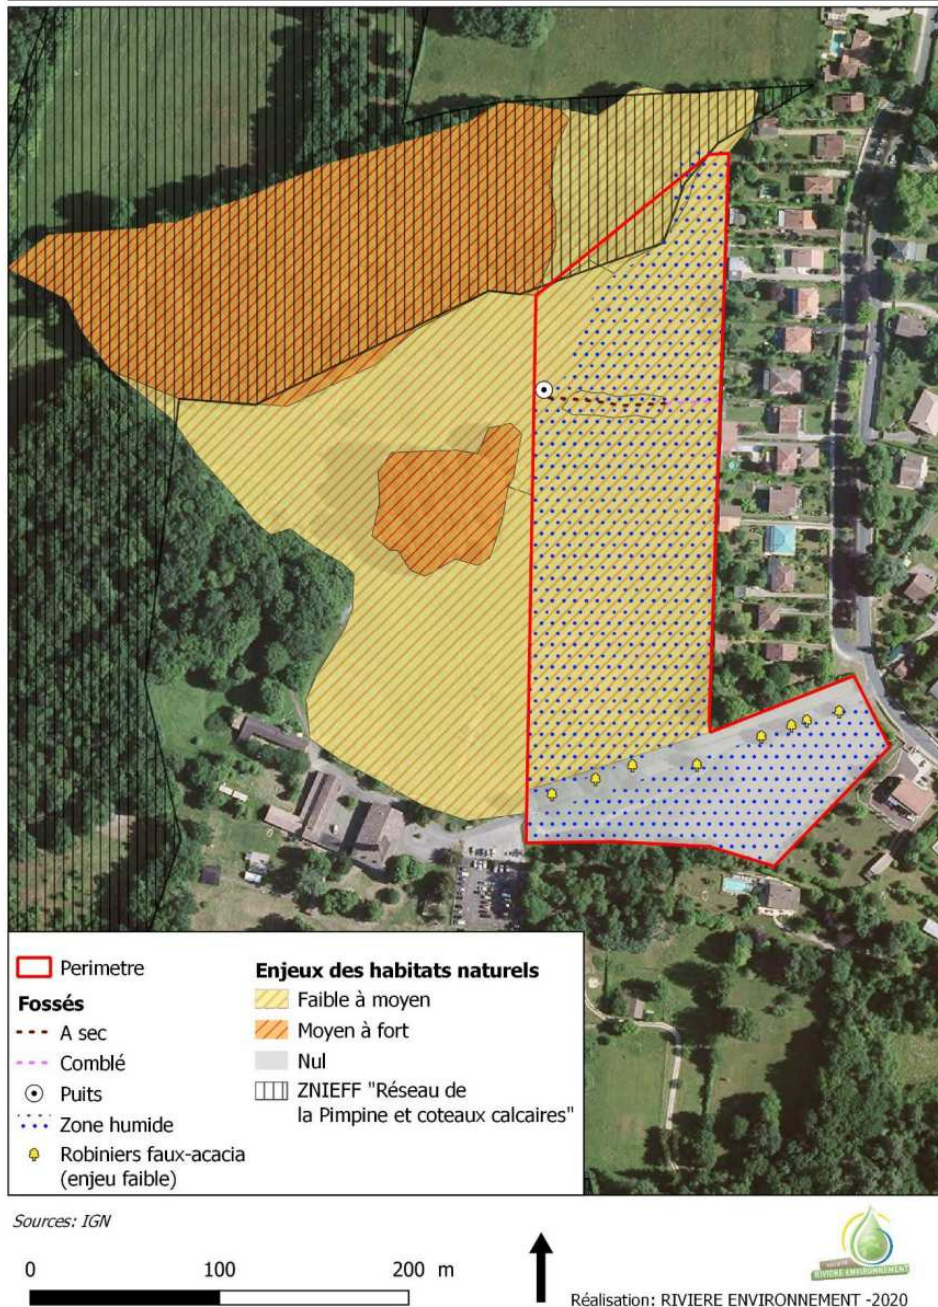 Perimetre
Fossés
A sec
Comblé
Puits
Zone humide
Robiniers faux-acacia
(enjeu faible)
Enjeux des habitats naturels
Faible à moyen
Moyen à fort
Nul
ZNIEFF "Réseau de
la Pimpine et coteaux calcaires"
Sources: IGN
0 100 200 m
RIVIERE ENVIRONNEMENT
Réalisation: RIVIERE ENVIRONNEMENT -2020